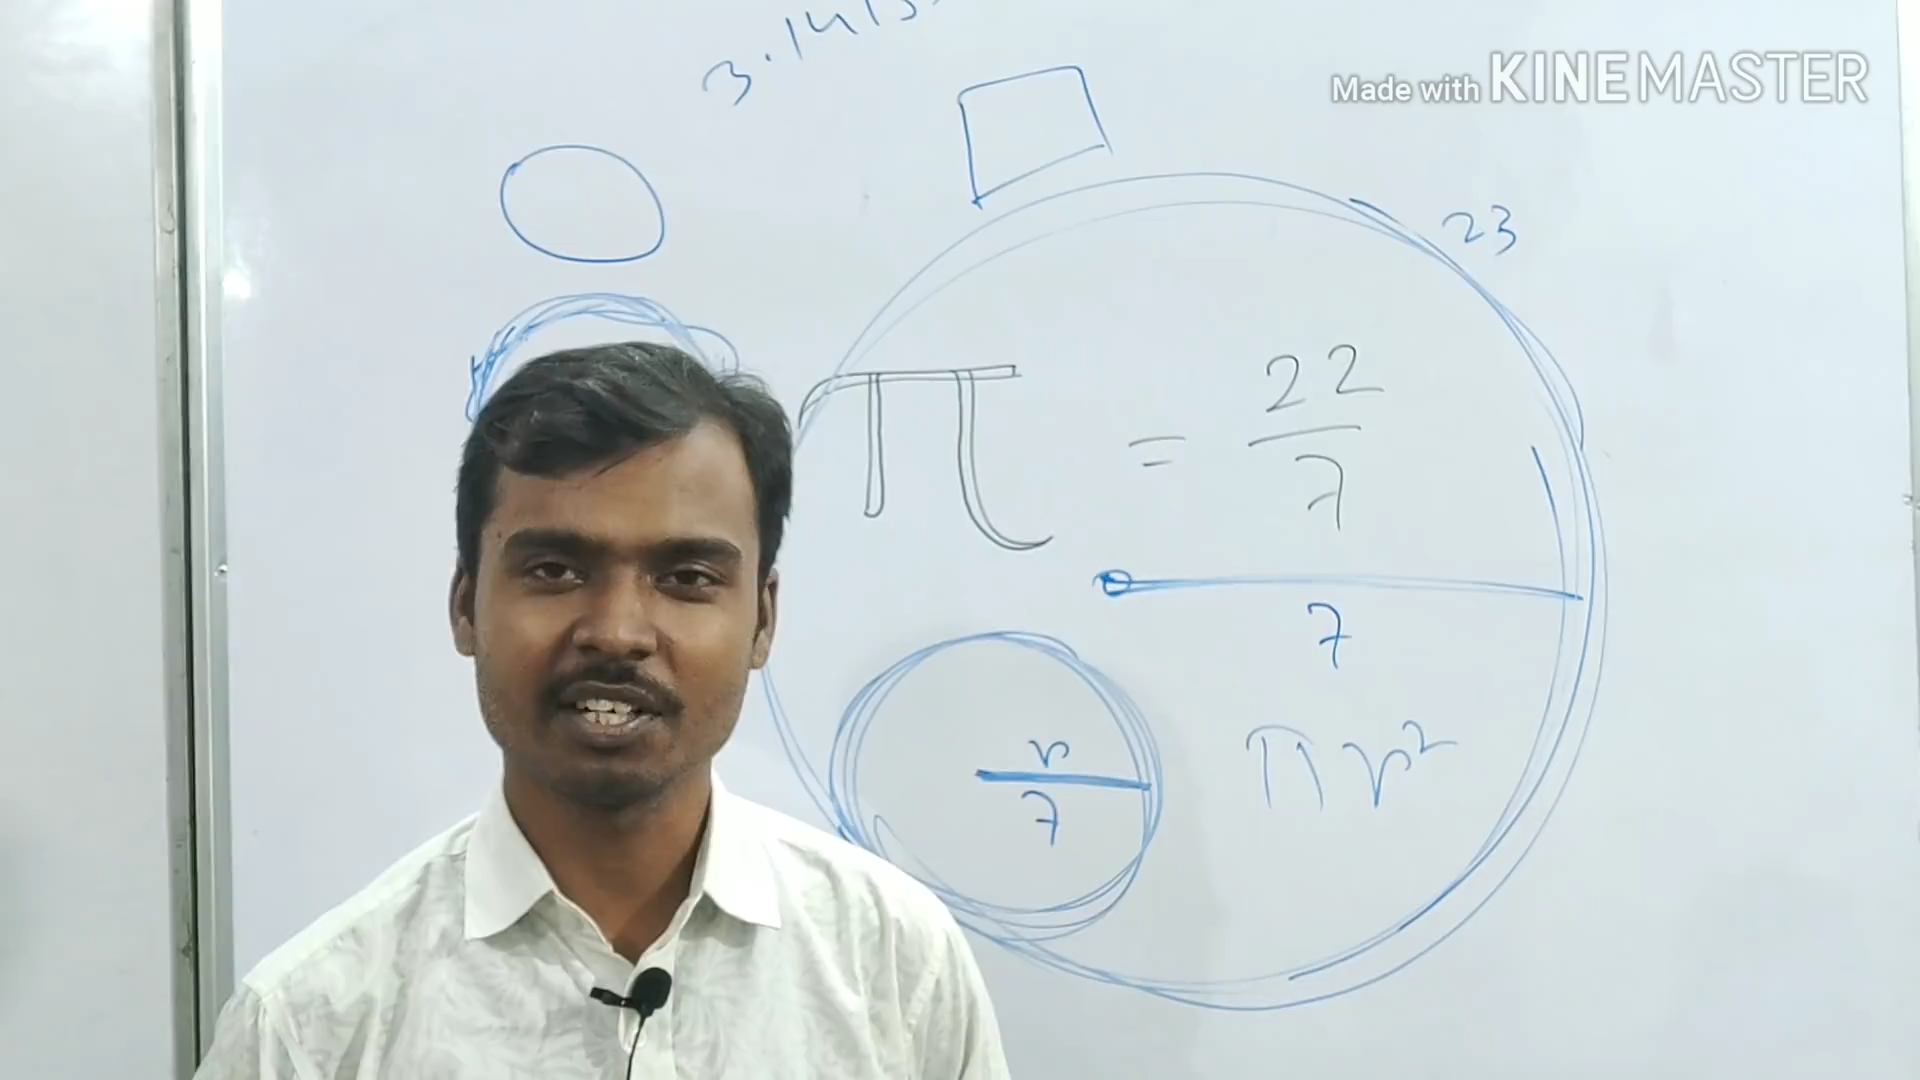 3.1415
Made with KINEMASTER
23
π = 22
7
7
r
7
πr²